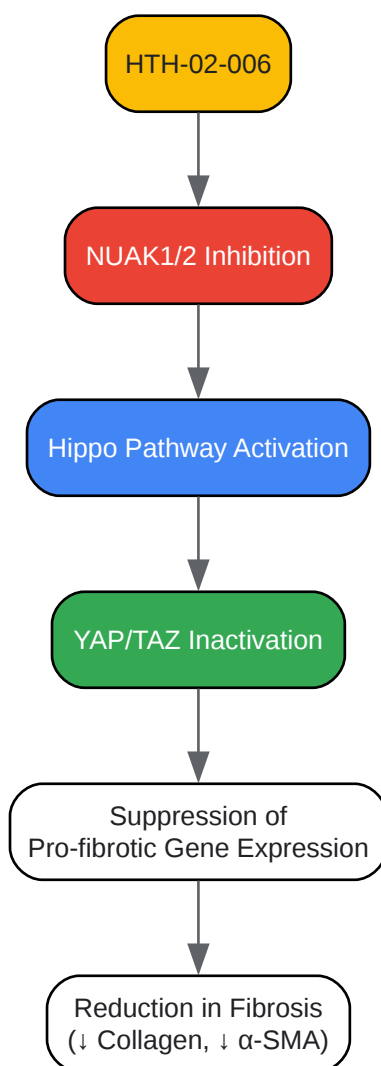 HTH-02-006
NUAK1/2 Inhibition
Hippo Pathway Activation
YAP/TAZ Inactivation
Suppression of
Pro-fibrotic Gene Expression
Reduction in Fibrosis
(↓ Collagen, ↓ α-SMA)